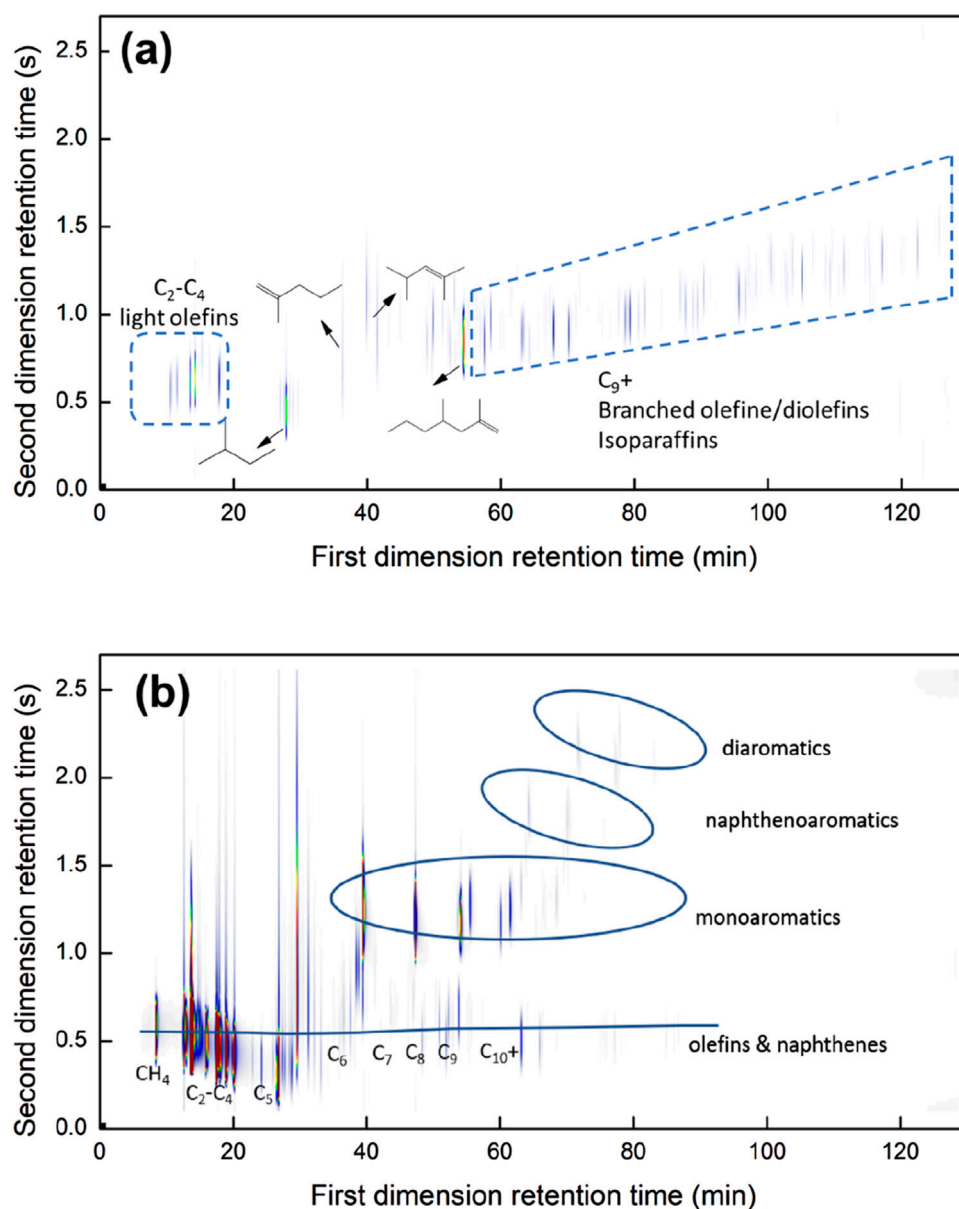 (a)
Second dimension retention time (s)
2.5
2.0
1.5
1.0
0.5
0.0
C₂-C₄
light olefins
C₉+
Branched olefine/diolefins
Isoparaffins
0 20 40 60 80 100 120
First dimension retention time (min)
(b)
Second dimension retention time (s)
2.5
2.0
1.5
1.0
0.5
0.0
diaromatics
naphthenoaromatics
monoaromatics
olefins & naphthenes
CH₄
C₂-C₄
C₅
C₆
C₇
C₈
C₉
C₁₀+
0 20 40 60 80 100 120
First dimension retention time (min)